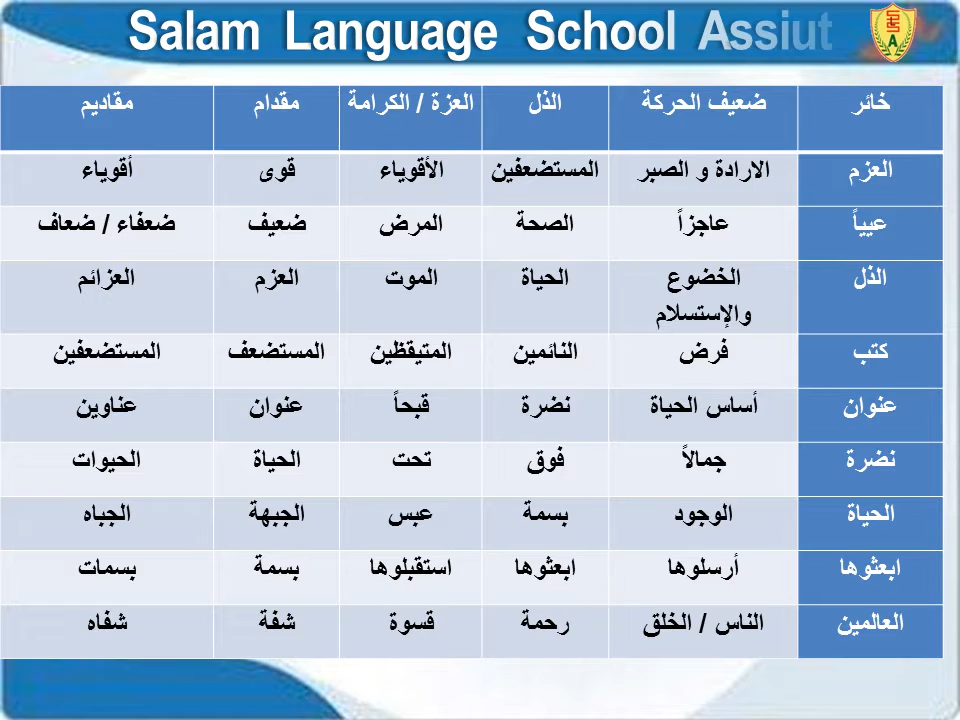 Salam Language School Assiut
خائر ضعيف الحركة الذل العزة / الكرامة مقدام مقاديم
العزم الارادة و الصبر المستضعفين الأقوياء قوى أقوياء
عيياً عاجزاً الصحة المرض ضعيف ضعفاء / ضعاف
الذل الخضوع والإستسلام الحياة الموت العزم العزائم
كتب فرض النائمين المتيقظين المستضعف المستضعفين
عنوان أساس الحياة نضرة قبحاً عنوان عناوين
نضرة جمالاً فوق تحت الحياة الحيوات
الحياة الوجود بسمة عبس الجبهة الجباه
ابعثوها أرسلوها ابعثوها استقبلوها بسمة بسمات
العالمين الناس / الخلق رحمة قسوة شفة شفاه